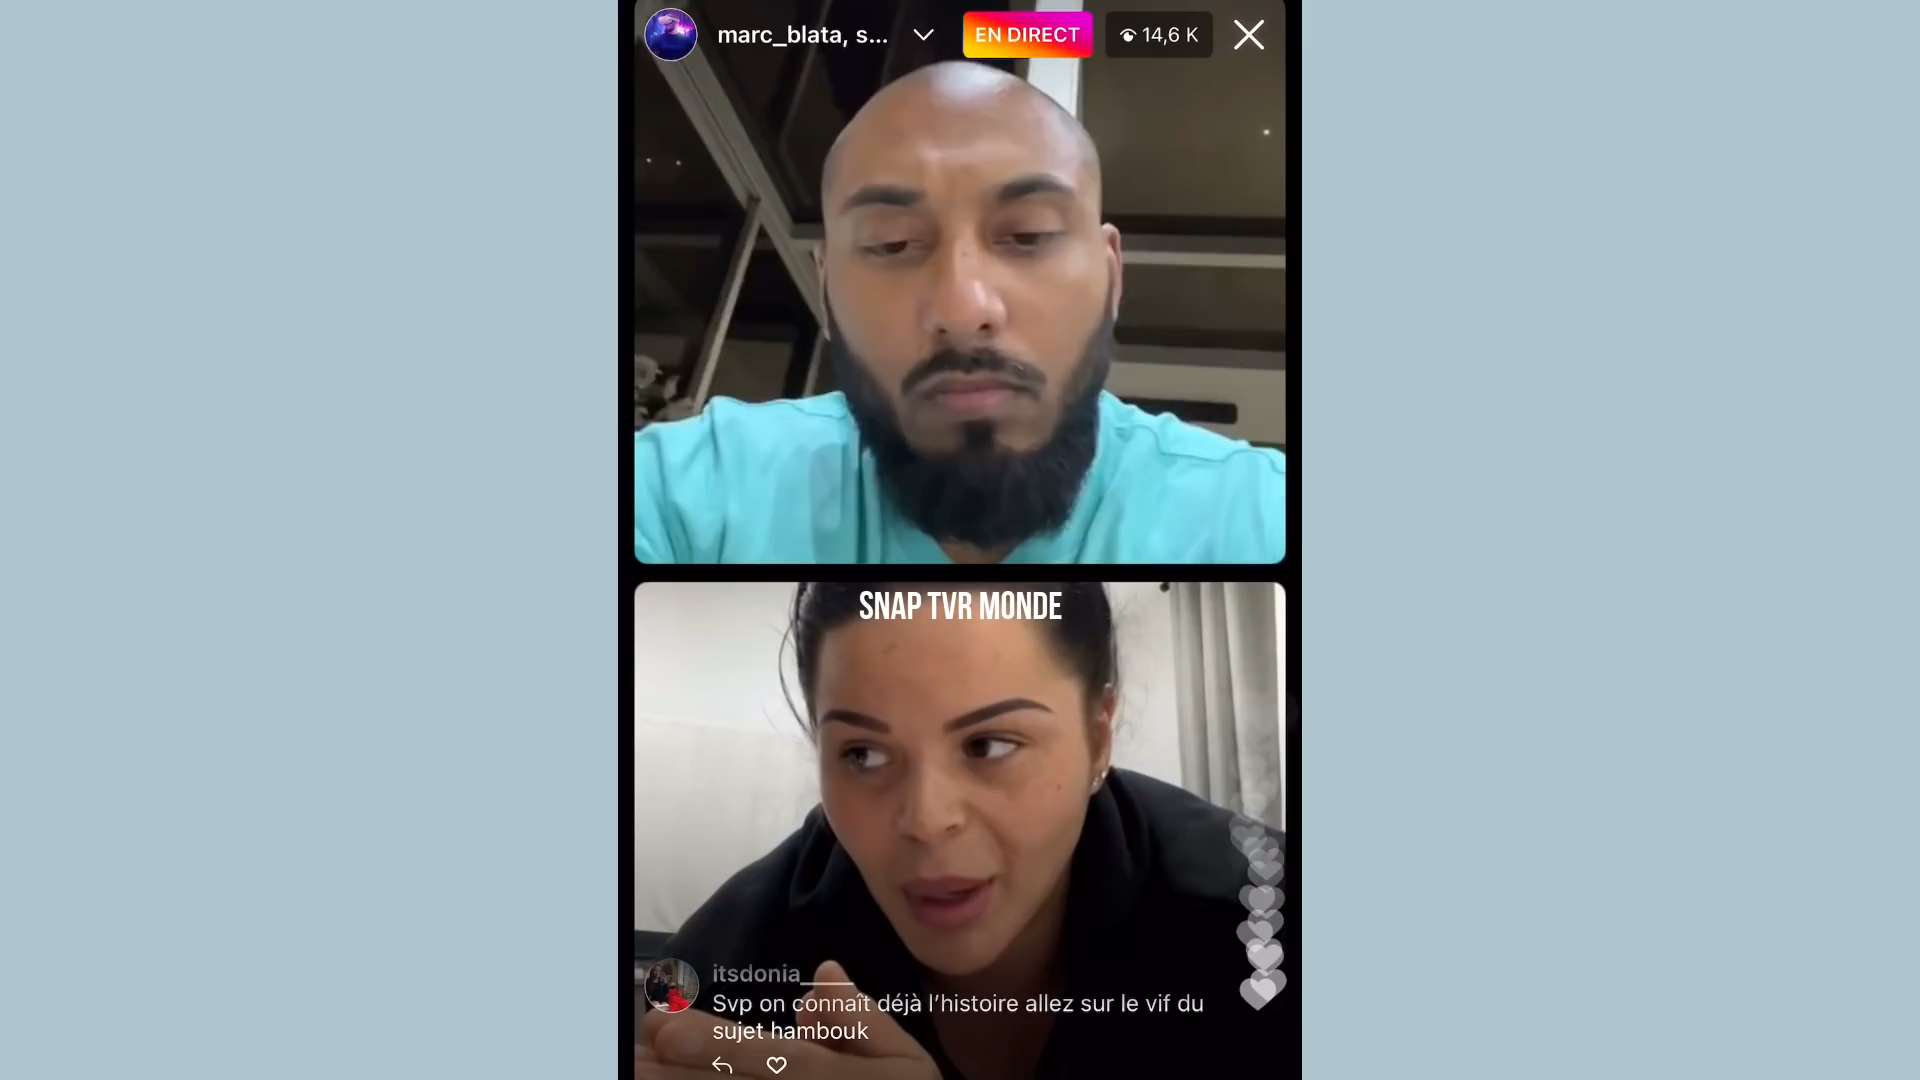 marc_blata, s...
EN DIRECT
14,6 K
SNAP TVR MONDE
itsdonia____
Svp on connaît déjà l’histoire allez sur le vif du
sujet hambouk